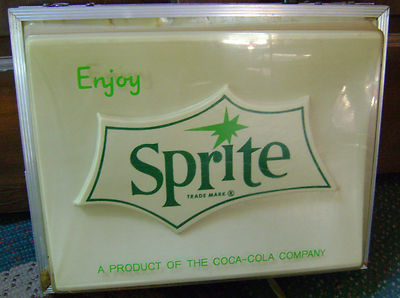 Enjoy
Sprite
TRADE MARK ®
A PRODUCT OF THE COCA-COLA COMPANY